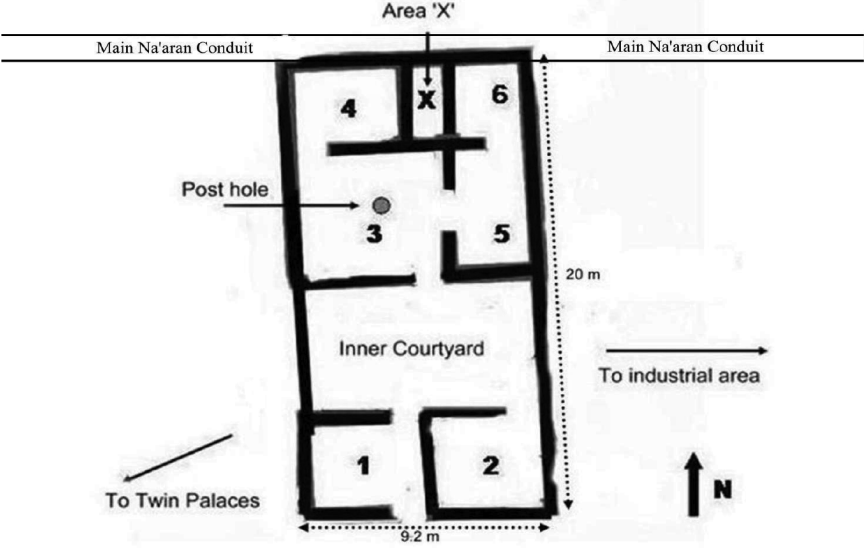 Area 'X'
Main Na'aran Conduit
Main Na'aran Conduit
4
X
6
Post hole
3
5
20 m
Inner Courtyard
To industrial area
1
2
To Twin Palaces
N
9.2 m